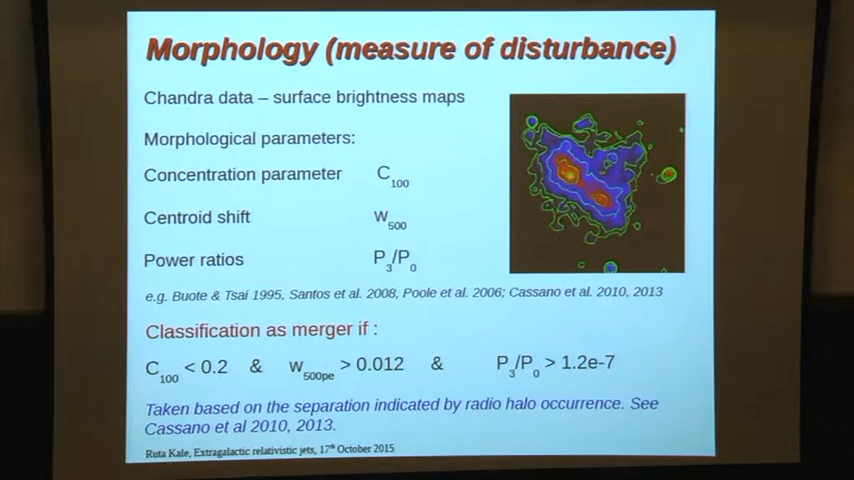 Morphology (measure of disturbance)
Chandra data – surface brightness maps
Morphological parameters:
Concentration parameter C100
Centroid shift w500
Power ratios P3/P0
e.g. Buote & Tsai 1995, Santos et al. 2008, Poole et al. 2006; Cassano et al. 2010, 2013
Classification as merger if :
C100 < 0.2 & w500pe > 0.012 & P3/P0 > 1.2e-7
Taken based on the separation indicated by radio halo occurrence. See
Cassano et al 2010, 2013.
Ruta Kale, Extragalactic relativistic jets, 17th October 2015